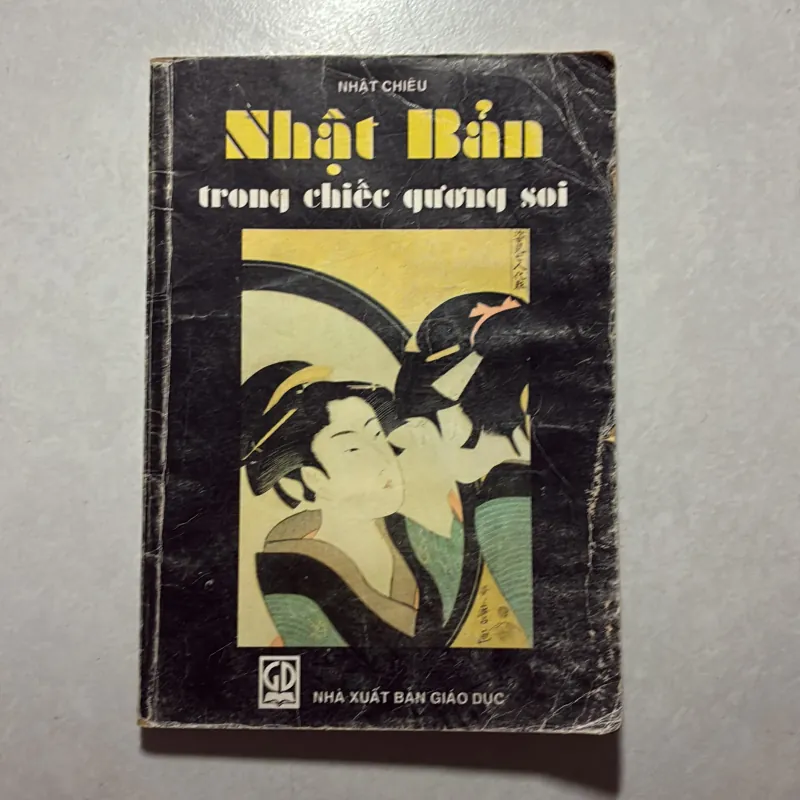 NHẬT CHIÊU
Nhật Bản
trong chiếc gương soi
GD
NHÀ XUẤT BẢN GIÁO DỤC